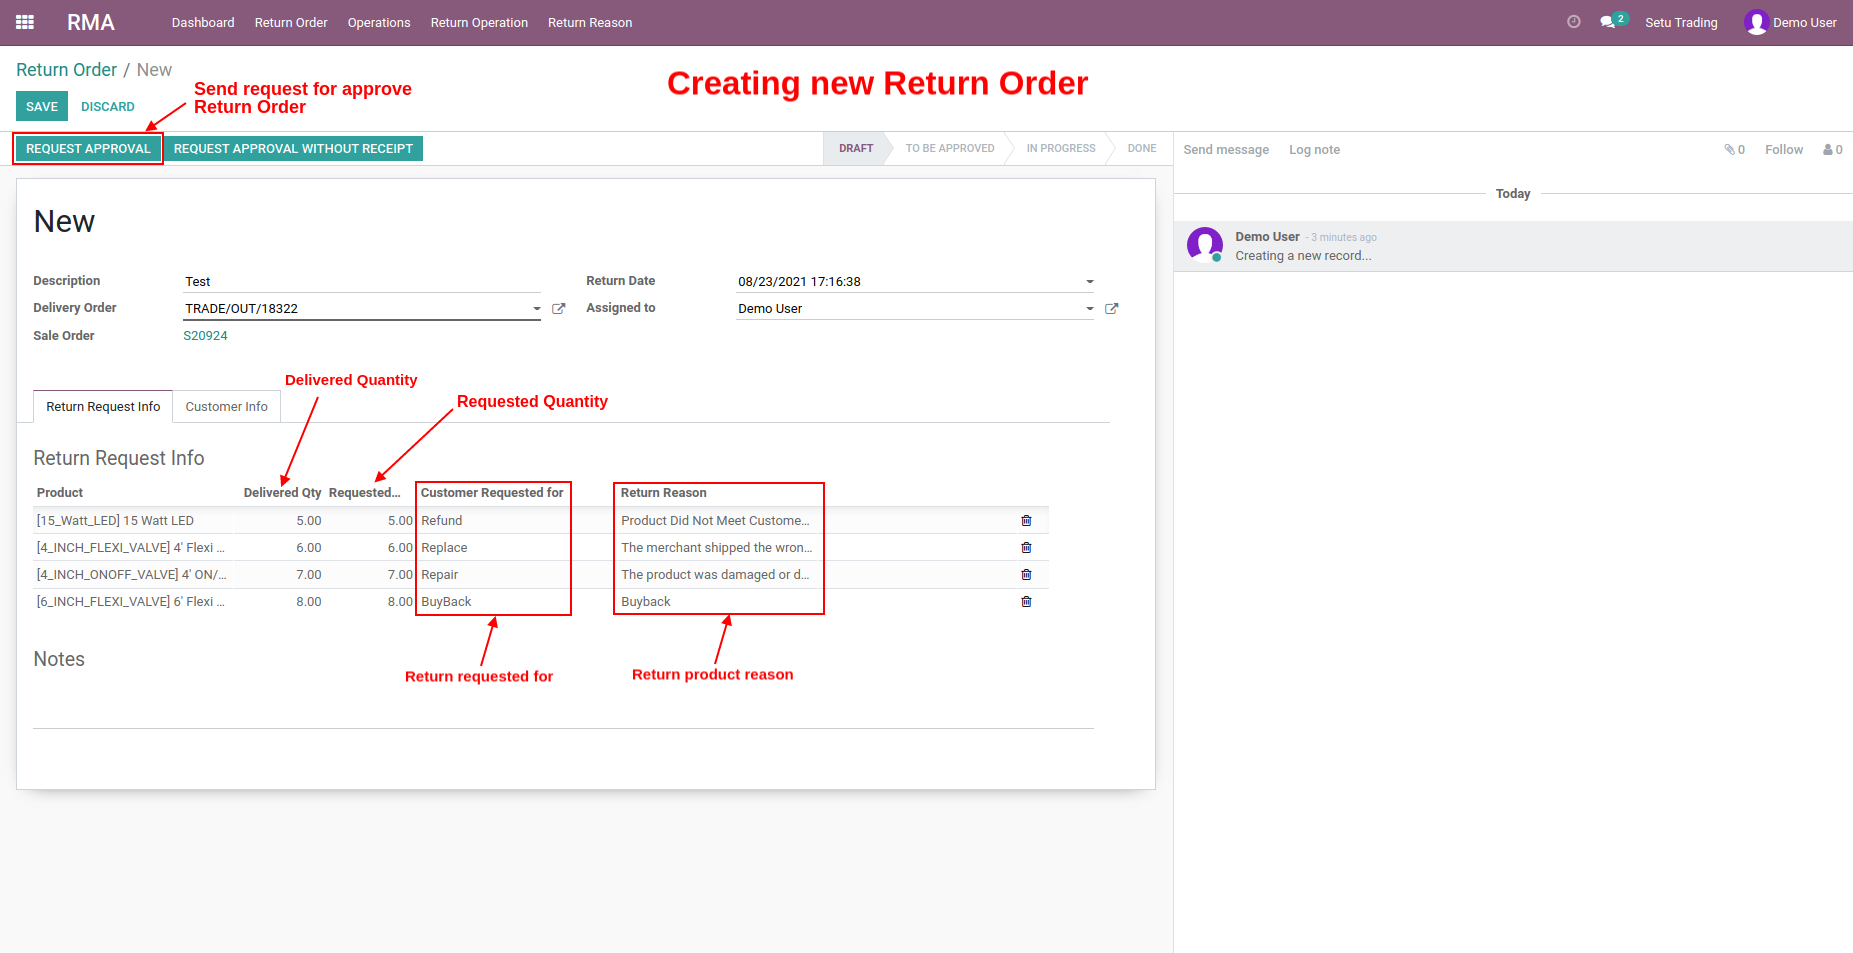 RMA Dashboard Return Order Operations Return Operation Return Reason 2 Setu Trading Demo User
Return Order / New
Creating new Return Order
Send request for approve
Return Order
SAVE DISCARD
REQUEST APPROVAL REQUEST APPROVAL WITHOUT RECEIPT DRAFT TO BE APPROVED IN PROGRESS DONE
Send message Log note 0 Follow 0
Today
Demo User - 3 minutes ago
Creating a new record...
New
Description Test Return Date 08/23/2021 17:16:38
Delivery Order TRADE/OUT/18322 Assigned to Demo User
Sale Order S20924
Delivered Quantity
Requested Quantity
Return Request Info Customer Info
Return Request Info
Product Delivered Qty Requested... Customer Requested for Return Reason
[15_Watt_LED] 15 Watt LED 5.00 5.00 Refund Product Did Not Meet Custome...
[4_INCH_FLEXI_VALVE] 4' Flexi ... 6.00 6.00 Replace The merchant shipped the wron...
[4_INCH_ONOFF_VALVE] 4' ON/... 7.00 7.00 Repair The product was damaged or d...
[6_INCH_FLEXI_VALVE] 6' Flexi ... 8.00 8.00 BuyBack Buyback
Notes
Return requested for
Return product reason